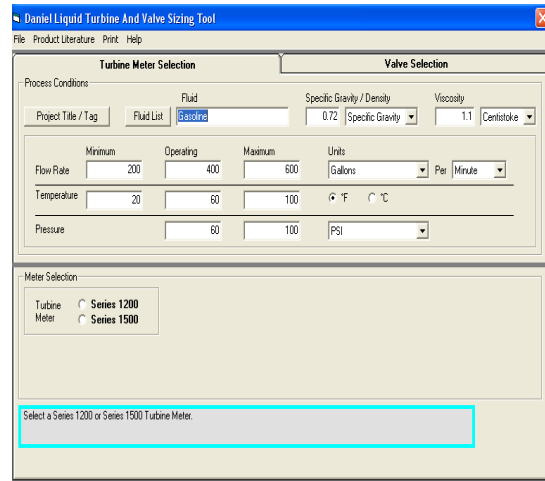 Daniel Liquid Turbine And Valve Sizing Tool
File Product Literature Print Help
Turbine Meter Selection Valve Selection
Process Conditions
Fluid Specific Gravity / Density Viscosity
Project Title / Tag Fluid List Gasoline 0.72 Specific Gravity 1.1 Centistoke
Minimum Operating Maximum Units
Flow Rate 200 400 600 Gallons Per Minute
Temperature 20 60 100 °F °C
Pressure 60 100 PSI
Meter Selection
Turbine Series 1200
Meter Series 1500
Select a Series 1200 or Series 1500 Turbine Meter.